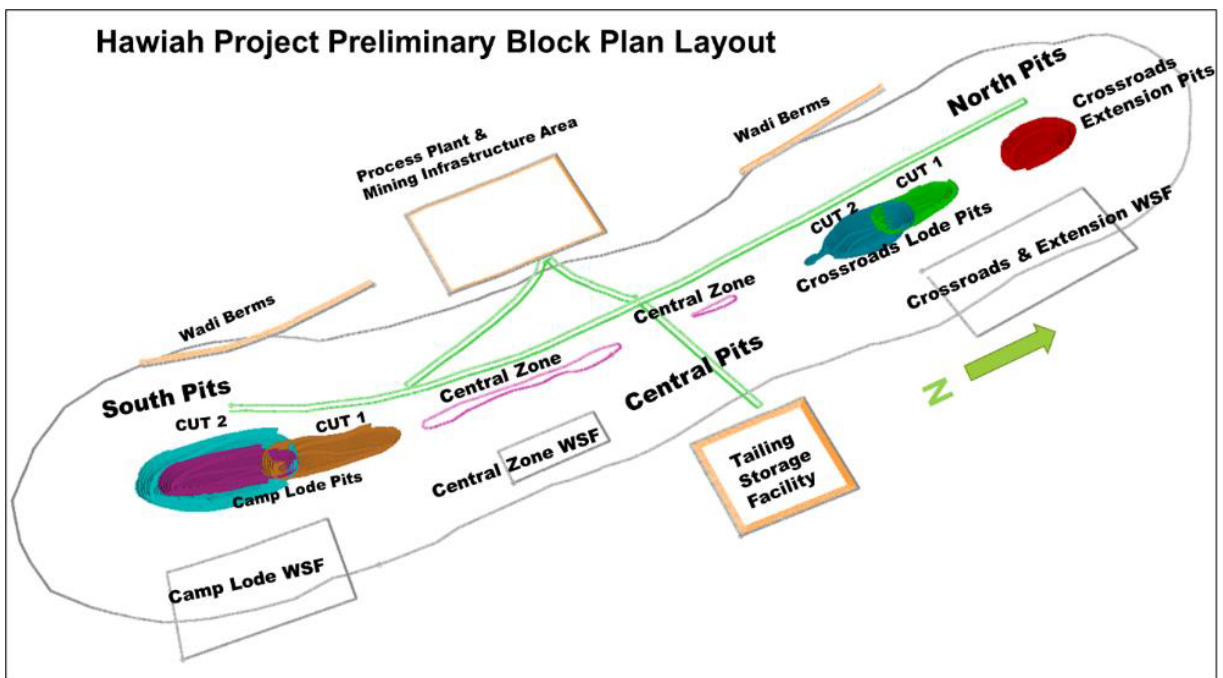 Hawiah Project Preliminary Block Plan Layout
North Pits
Crossroads
Extension Pits
Wadi Berms
Process Plant &
Mining Infrastructure Area
CUT 1
CUT 2
Crossroads Lode Pits
Crossroads & Extension WSF
Wadi Berms
Central Zone
Central Zone
Central Pits
N
South Pits
CUT 2
CUT 1
Camp Lode Pits
Central Zone WSF
Tailing
Storage
Facility
Camp Lode WSF